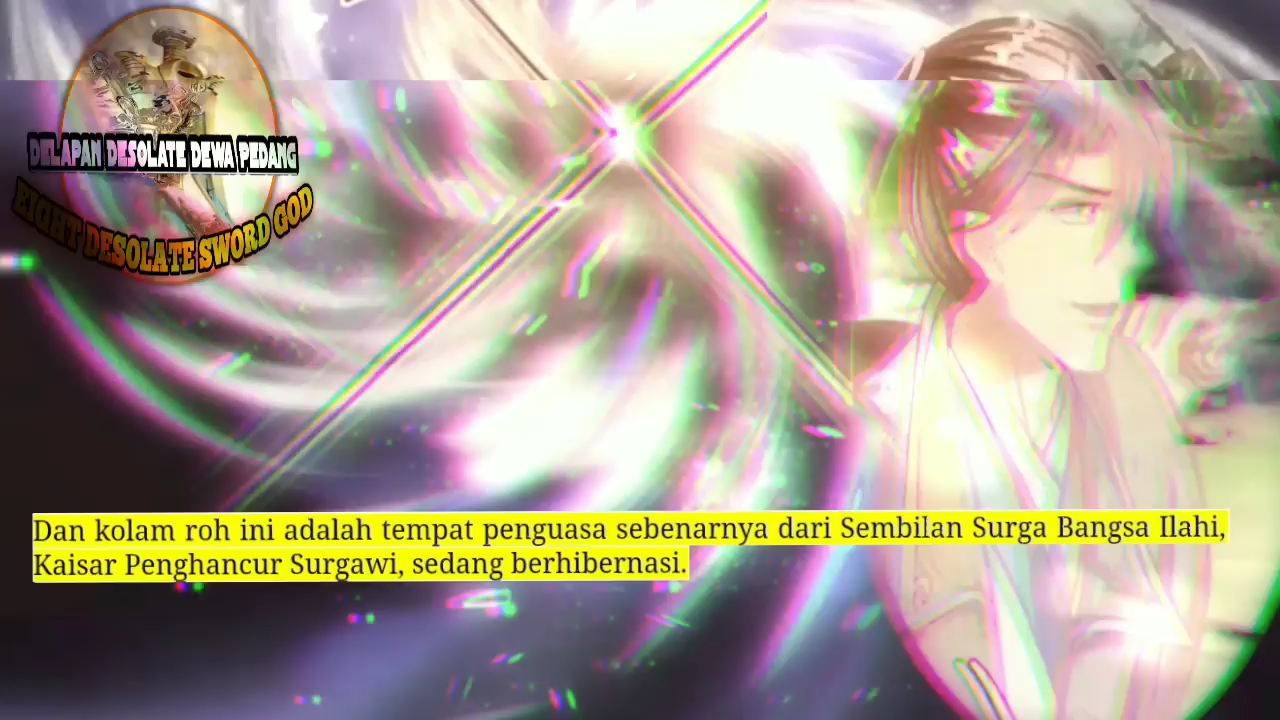 DELAPAN DESOLATE DEWA PEDANG
EIGHT DESOLATE SWORD GOD
Dan kolam roh ini adalah tempat penguasa sebenarnya dari Sembilan Surga Bangsa Ilahi,
Kaisar Penghancur Surgawi, sedang berhibernasi.